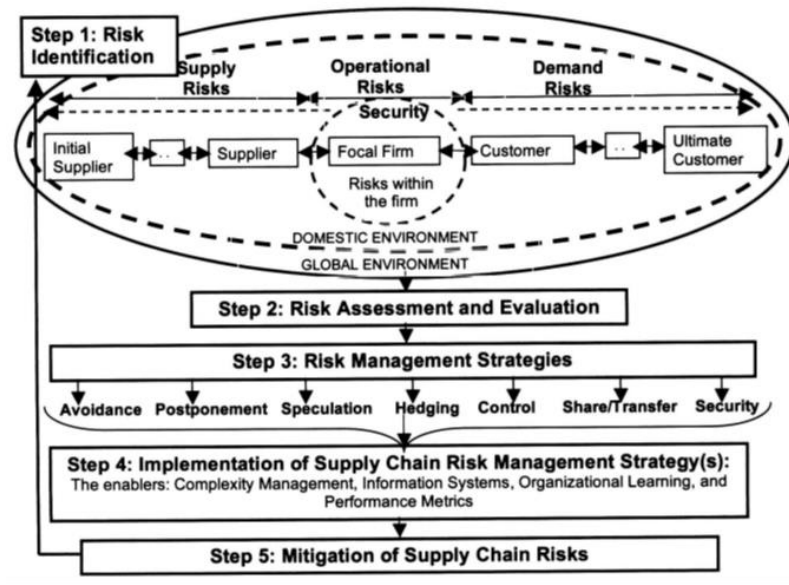 Step 1: Risk
Identification
Supply
Risks
Operational
Risks
Demand
Risks
Security
Initial
Supplier
. .
Supplier
Focal Firm
Customer
. .
Ultimate
Customer
Risks within
the firm
DOMESTIC ENVIRONMENT
GLOBAL ENVIRONMENT
Step 2: Risk Assessment and Evaluation
Step 3: Risk Management Strategies
Avoidance Postponement Speculation Hedging Control Share/Transfer Security
Step 4: Implementation of Supply Chain Risk Management Strategy(s):
The enablers: Complexity Management, Information Systems, Organizational Learning, and
Performance Metrics
Step 5: Mitigation of Supply Chain Risks